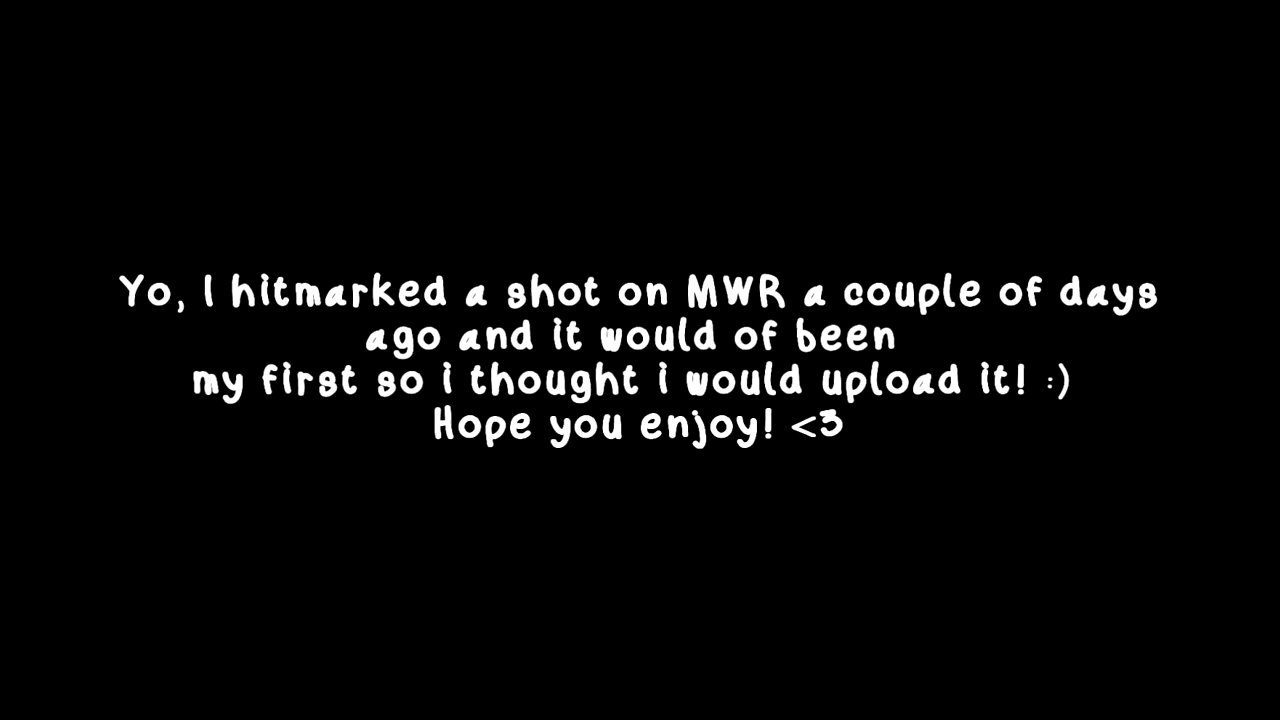 Yo, I hitmarked a shot on MWR a couple of days
ago and it would of been
my first so i thought i would upload it! :)
Hope you enjoy! <3